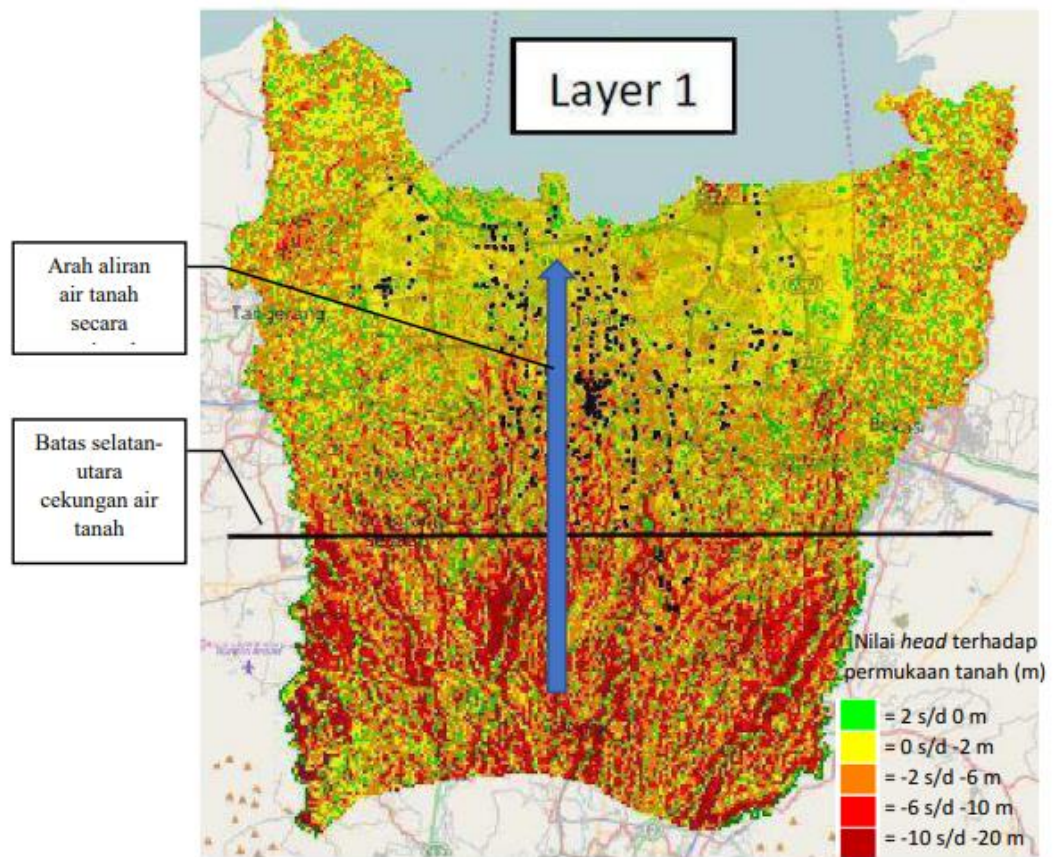 Layer 1
Arah aliran
air tanah
secara
Batas selatan-
utara
cekungan air
tanah
Tangerang
Bekasi
Nilai head terhadap
permukaan tanah (m)
= 2 s/d 0 m
= 0 s/d -2 m
= -2 s/d -6 m
= -6 s/d -10 m
= -10 s/d -20 m